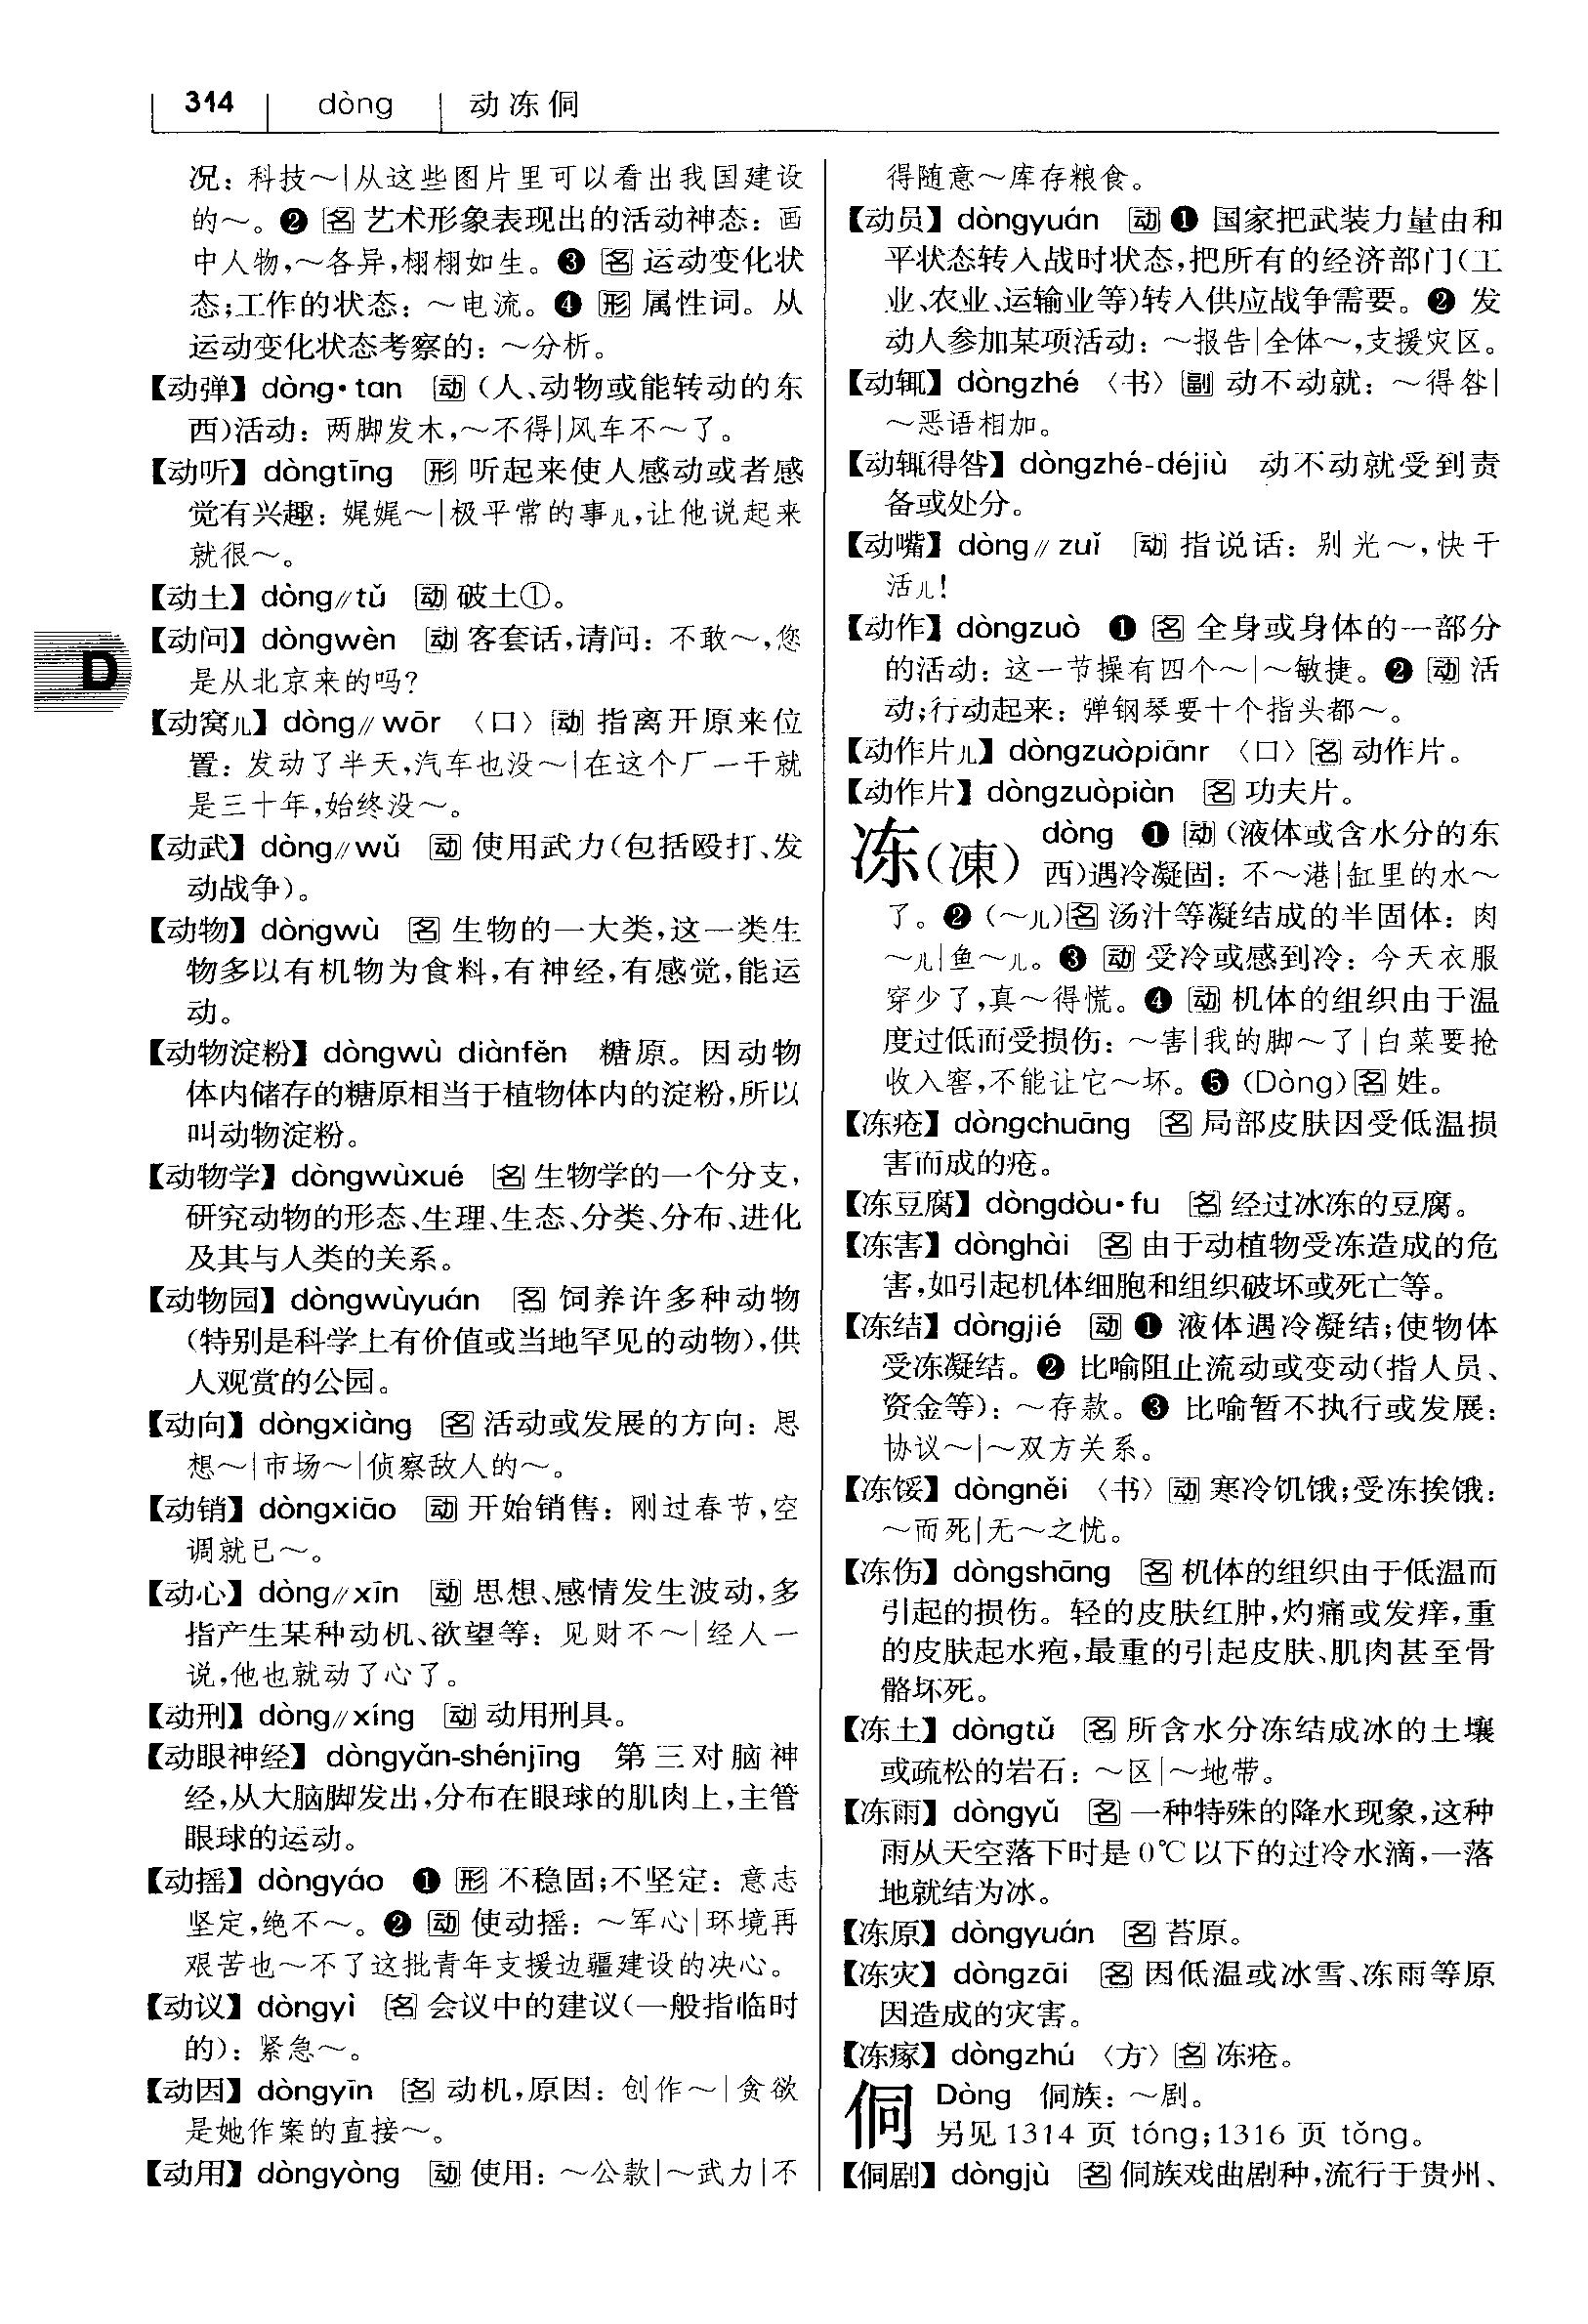 314 dòng 动冻侗
况：科技～|从这些图片里可以看出我国建设
的～。❷ 名 艺术形象表现出的活动神态：画
中人物，～各异，栩栩如生。❸ 名 运动变化状
态；工作的状态：～电流。❹ 形 属性词。从
运动变化状态考察的：～分析。
【动弹】dòng·tan 动（人、动物或能转动的东
西）活动：两脚发木，～不得|风车不～了。
【动听】dòngtīng 形 听起来使人感动或者感
觉有兴趣：娓娓～|极平常的事儿，让他说起来
就很～。
【动土】dòng∥tǔ 动 破土①。
【动问】dòngwèn 动 客套话，请问：不敢～，您
是从北京来的吗？
【动窝儿】dòng∥wōr 〈口〉动 指离开原来位
置：发动了半天，汽车也没～|在这个厂一干就
是三十年，始终没～。
【动武】dòng∥wǔ 动 使用武力（包括殴打、发
动战争）。
【动物】dòngwù 名 生物的一大类，这一类生
物多以有机物为食料，有神经，有感觉，能运
动。
【动物淀粉】dòngwù diànfěn 糖原。因动物
体内储存的糖原相当于植物体内的淀粉，所以
叫动物淀粉。
【动物学】dòngwùxué 名 生物学的一个分支，
研究动物的形态、生理、生态、分类、分布、进化
及其与人类的关系。
【动物园】dòngwùyuán 名 饲养许多种动物
（特别是科学上有价值或当地罕见的动物），供
人观赏的公园。
【动向】dòngxiàng 名 活动或发展的方向：思
想～|市场～|侦察敌人的～。
【动销】dòngxiāo 动 开始销售：刚过春节，空
调就已～。
【动心】dòng∥xīn 动 思想、感情发生波动，多
指产生某种动机、欲望等：见财不～|经人一
说，他也就动了心了。
【动刑】dòng∥xíng 动 动用刑具。
【动眼神经】dòngyǎn-shénjīng 第三对脑神
经，从大脑脚发出，分布在眼球的肌肉上，主管
眼球的运动。
【动摇】dòngyáo ❶ 形 不稳固；不坚定：意志
坚定，绝不～。❷ 动 使动摇：～军心|环境再
艰苦也～不了这批青年支援边疆建设的决心。
【动议】dòngyì 名 会议中的建议（一般指临时
的）：紧急～。
【动因】dòngyīn 名 动机，原因：创作～|贪欲
是她作案的直接～。
【动用】dòngyòng 动 使用：～公款|～武力|不
D
得随意～库存粮食。
【动员】dòngyuán 动 ❶ 国家把武装力量由和
平状态转入战时状态，把所有的经济部门（工
业、农业、运输业等）转入供应战争需要。❷ 发
动人参加某项活动：～报告|全体～，支援灾区。
【动辄】dòngzhé 〈书〉副 动不动就：～得咎|
～恶语相加。
【动辄得咎】dòngzhé-déjiù 动不动就受到责
备或处分。
【动嘴】dòng∥zuǐ 动 指说话：别光～，快干
活儿！
【动作】dòngzuò ❶ 名 全身或身体的一部分
的活动：这一节操有四个～|～敏捷。❷ 动 活
动；行动起来：弹钢琴要十个指头都～。
【动作片儿】dòngzuòpiānr 〈口〉名 动作片。
【动作片】dòngzuòpiàn 名 功夫片。
冻（凍） dòng ❶ 动（液体或含水分的东
西）遇冷凝固：不～港|缸里的水～
了。❷（～儿）名 汤汁等凝结成的半固体：肉
～儿|鱼～儿。❸ 动 受冷或感到冷：今天衣服
穿少了，真～得慌。❹ 动 机体的组织由于温
度过低而受损伤：～害|我的脚～了|白菜要抢
收入窖，不能让它～坏。❺（Dòng）名 姓。
【冻疮】dòngchuāng 名 局部皮肤因受低温损
害而成的疮。
【冻豆腐】dòngdòu·fu 名 经过冰冻的豆腐。
【冻害】dònghài 名 由于动植物受冻造成的危
害，如引起机体细胞和组织破坏或死亡等。
【冻结】dòngjié 动 ❶ 液体遇冷凝结；使物体
受冻凝结。❷ 比喻阻止流动或变动（指人员、
资金等）：～存款。❸ 比喻暂不执行或发展：
协议～|～双方关系。
【冻馁】dòngněi 〈书〉动 寒冷饥饿；受冻挨饿：
～而死|无～之忧。
【冻伤】dòngshāng 名 机体的组织由于低温而
引起的损伤。轻的皮肤红肿，灼痛或发痒，重
的皮肤起水疱，最重的引起皮肤、肌肉甚至骨
骼坏死。
【冻土】dòngtǔ 名 所含水分冻结成冰的土壤
或疏松的岩石：～区|～地带。
【冻雨】dòngyǔ 名 一种特殊的降水现象，这种
雨从天空落下时是0℃以下的过冷水滴，一落
地就结为冰。
【冻原】dòngyuán 名 苔原。
【冻灾】dòngzāi 名 因低温或冰雪、冻雨等原
因造成的灾害。
【冻瘃】dòngzhú 〈方〉名 冻疮。
侗 Dòng 侗族：～剧。
另见1314页 tóng；1316页 tǒng。
【侗剧】dòngjù 名 侗族戏曲剧种，流行于贵州、